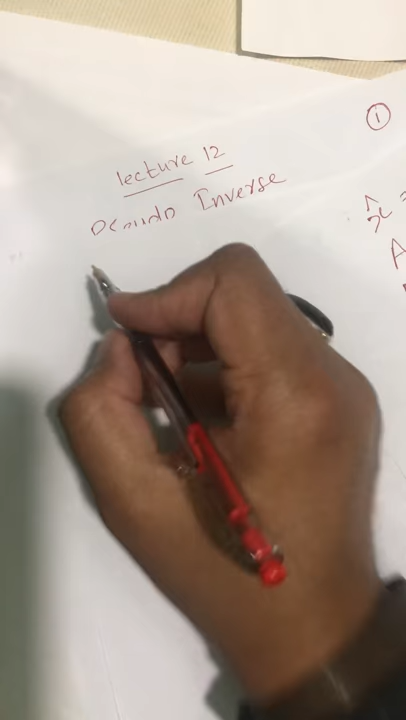 lecture 12
Pseudo Inverse
①
x̂ =
A